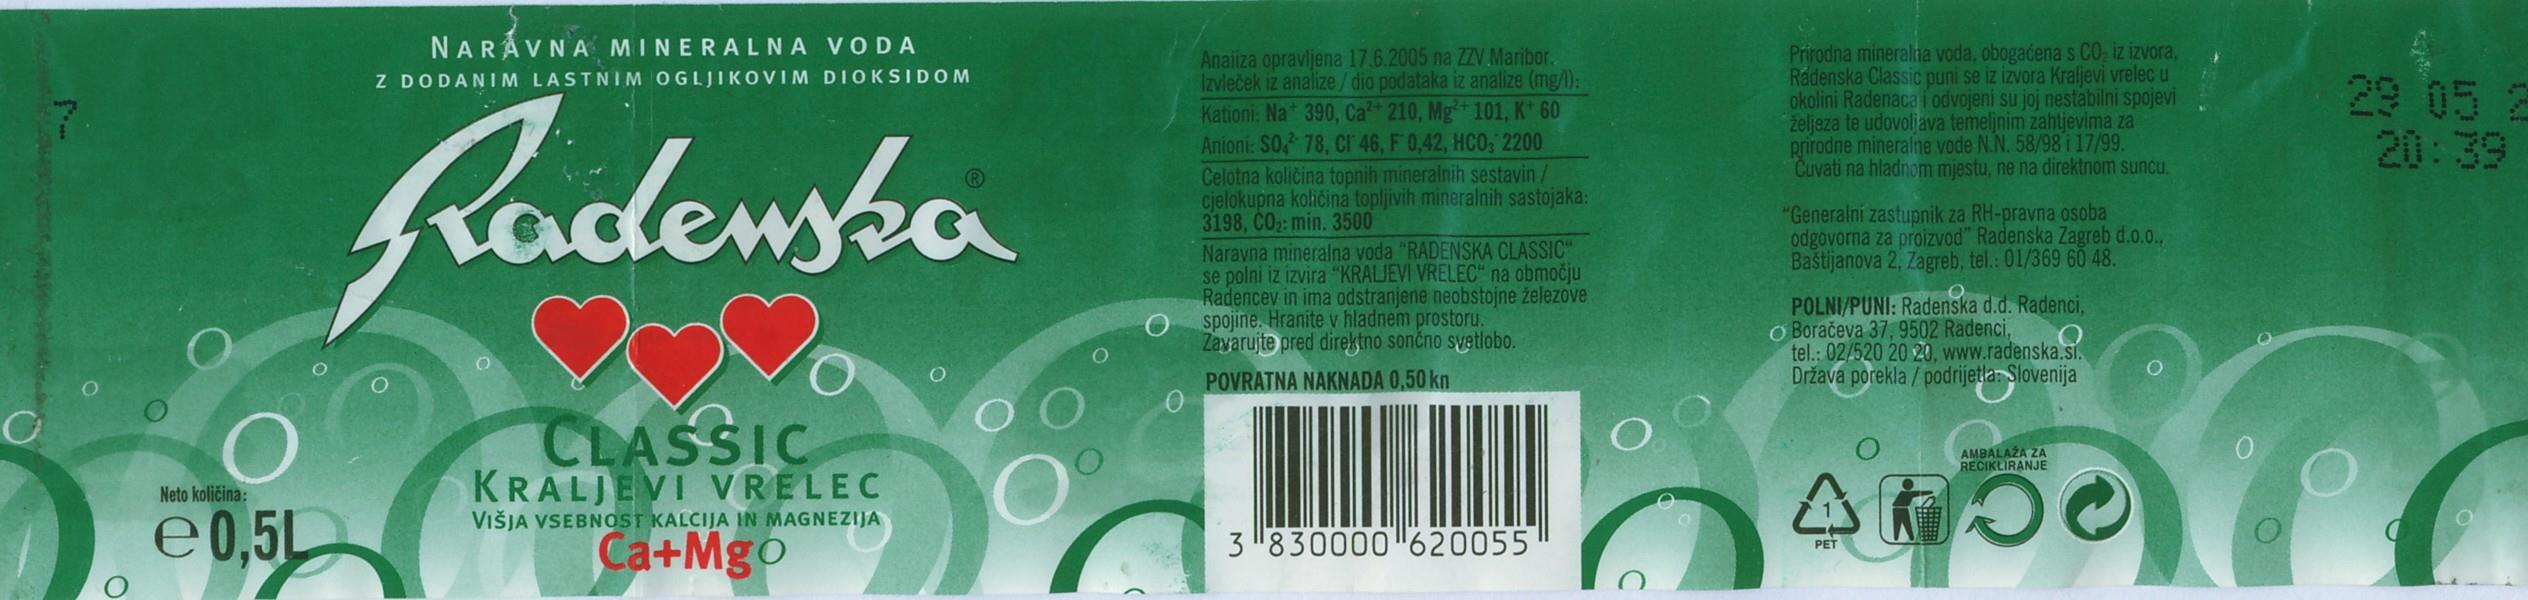 7
NARAVNA MINERALNA VODA
Z DODANIM LASTNIM OGLJIKOVIM DIOKSIDOM
Radenska®
CLASSIC
KRALJEVI VRELEC
VIŠJA VSEBNOST KALCIJA IN MAGNEZIJA
Ca+Mg
Neto količina:
e 0,5L
Analiza opravljena 17.6.2005 na ZZV Maribor.
Izvleček iz analize / dio podataka iz analize (mg/l):
Kationi: Na⁺ 390, Ca²⁺ 210, Mg²⁺ 101, K⁺ 60
Anioni: SO₄²⁻ 78, Cl⁻ 46, F⁻ 0,42, HCO₃⁻ 2200
Celotna količina topnih mineralnih sestavin /
cjelokupna količina topljivih mineralnih sastojaka:
3198, CO₂: min. 3500
Naravna mineralna voda "RADENSKA CLASSIC"
se polni iz izvira "KRALJEVI VRELEC" na območju
Radencev in ima odstranjene neobstojne železove
spojine. Hranite v hladnem prostoru.
Zavarujte pred direktno sončno svetlobo.
POVRATNA NAKNADA 0,50 kn
3 830000 620055
Prirodna mineralna voda, obogaćena s CO₂ iz izvora,
Radenska Classic puni se iz izvora Kraljevi vrelec u
okolini Radenaca i odvojeni su joj nestabilni spojevi
željeza te udovoljava temeljnim zahtjevima za
prirodne mineralne vode N.N. 58/98 i 17/99.
Čuvati na hladnom mjestu, ne na direktnom suncu.
"Generalni zastupnik za RH-pravna osoba
odgovorna za proizvod" Radenska Zagreb d.o.o.,
Baštijanova 2, Zagreb, tel.: 01/369 60 48.
POLNI/PUNI: Radenska d.d. Radenci,
Boračeva 37, 9502 Radenci,
tel.: 02/520 20 20, www.radenska.si.
Država porekla / podrijetla: Slovenija
1
PET
AMBALAŽA ZA
RECIKLIRANJE
29 05
20:39